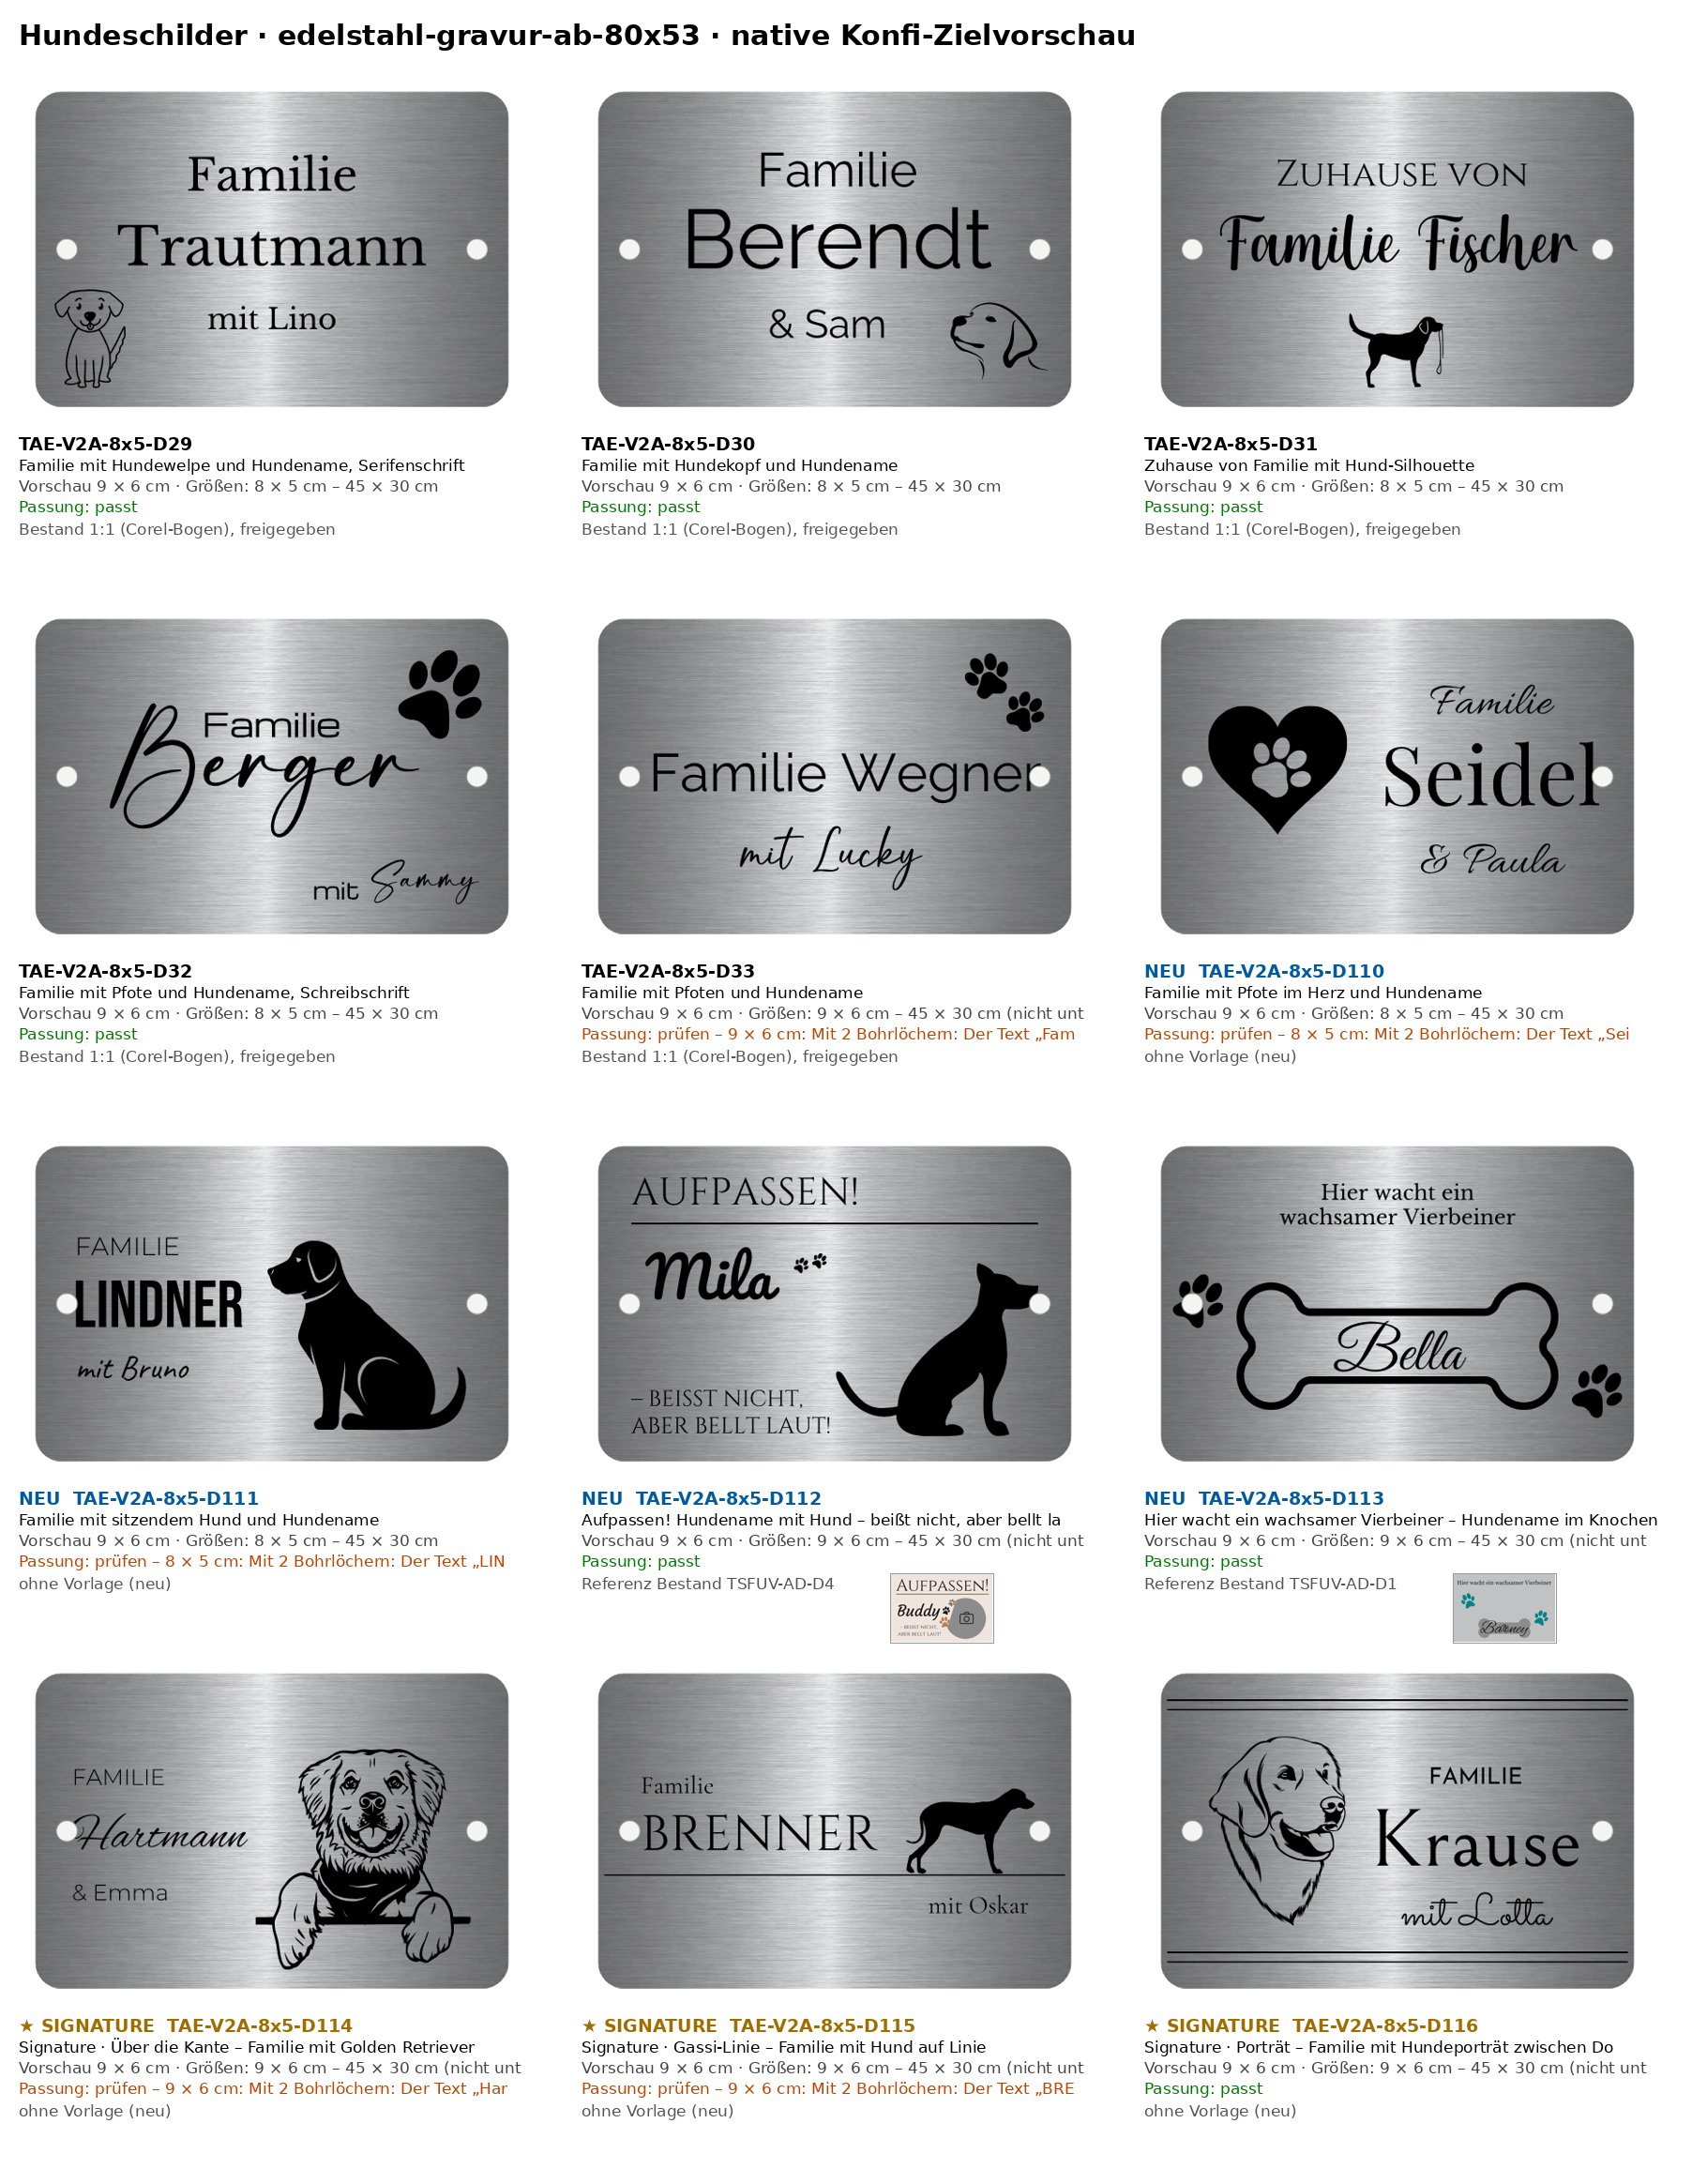 Hundeschilder · edelstahl-gravur-ab-80x53 · native Konfi-Zielvorschau
Familie
Trautmann
mit Lino
TAE-V2A-8x5-D29
Familie mit Hundewelpe und Hundename, Serifenschrift
Vorschau 9 × 6 cm · Größen: 8 × 5 cm – 45 × 30 cm
Passung: passt
Bestand 1:1 (Corel-Bogen), freigegeben
Familie
Berendt
& Sam
TAE-V2A-8x5-D30
Familie mit Hundekopf und Hundename
Vorschau 9 × 6 cm · Größen: 8 × 5 cm – 45 × 30 cm
Passung: passt
Bestand 1:1 (Corel-Bogen), freigegeben
ZUHAUSE VON
Familie Fischer
TAE-V2A-8x5-D31
Zuhause von Familie mit Hund-Silhouette
Vorschau 9 × 6 cm · Größen: 8 × 5 cm – 45 × 30 cm
Passung: passt
Bestand 1:1 (Corel-Bogen), freigegeben
Familie
Berger
mit Sammy
TAE-V2A-8x5-D32
Familie mit Pfote und Hundename, Schreibschrift
Vorschau 9 × 6 cm · Größen: 8 × 5 cm – 45 × 30 cm
Passung: passt
Bestand 1:1 (Corel-Bogen), freigegeben
Familie Wegner
mit Lucky
TAE-V2A-8x5-D33
Familie mit Pfoten und Hundename
Vorschau 9 × 6 cm · Größen: 9 × 6 cm – 45 × 30 cm (nicht unt
Passung: prüfen – 9 × 6 cm: Mit 2 Bohrlöchern: Der Text „Fam
Bestand 1:1 (Corel-Bogen), freigegeben
Familie
Seidel
& Paula
NEU TAE-V2A-8x5-D110
Familie mit Pfote im Herz und Hundename
Vorschau 9 × 6 cm · Größen: 8 × 5 cm – 45 × 30 cm
Passung: prüfen – 8 × 5 cm: Mit 2 Bohrlöchern: Der Text „Sei
ohne Vorlage (neu)
FAMILIE
LINDNER
mit Bruno
NEU TAE-V2A-8x5-D111
Familie mit sitzendem Hund und Hundename
Vorschau 9 × 6 cm · Größen: 8 × 5 cm – 45 × 30 cm
Passung: prüfen – 8 × 5 cm: Mit 2 Bohrlöchern: Der Text „LIN
ohne Vorlage (neu)
AUFPASSEN!
Mila
– BEISST NICHT,
ABER BELLT LAUT!
NEU TAE-V2A-8x5-D112
Aufpassen! Hundename mit Hund – beißt nicht, aber bellt la
Vorschau 9 × 6 cm · Größen: 9 × 6 cm – 45 × 30 cm (nicht unt
Passung: passt
Referenz Bestand TSFUV-AD-D4
AUFPASSEN!
Buddy
- BEISST NICHT,
ABER BELLT LAUT!
Hier wacht ein
wachsamer Vierbeiner
Bella
NEU TAE-V2A-8x5-D113
Hier wacht ein wachsamer Vierbeiner – Hundename im Knochen
Vorschau 9 × 6 cm · Größen: 9 × 6 cm – 45 × 30 cm (nicht unt
Passung: passt
Referenz Bestand TSFUV-AD-D1
Hier wacht ein wachsamer Vierbeiner
Barney
FAMILIE
Hartmann
& Emma
★ SIGNATURE TAE-V2A-8x5-D114
Signature · Über die Kante – Familie mit Golden Retriever
Vorschau 9 × 6 cm · Größen: 9 × 6 cm – 45 × 30 cm (nicht unt
Passung: prüfen – 9 × 6 cm: Mit 2 Bohrlöchern: Der Text „Har
ohne Vorlage (neu)
Familie
BRENNER
mit Oskar
★ SIGNATURE TAE-V2A-8x5-D115
Signature · Gassi-Linie – Familie mit Hund auf Linie
Vorschau 9 × 6 cm · Größen: 9 × 6 cm – 45 × 30 cm (nicht unt
Passung: prüfen – 9 × 6 cm: Mit 2 Bohrlöchern: Der Text „BRE
ohne Vorlage (neu)
FAMILIE
Krause
mit Lotta
★ SIGNATURE TAE-V2A-8x5-D116
Signature · Porträt – Familie mit Hundeporträt zwischen Do
Vorschau 9 × 6 cm · Größen: 9 × 6 cm – 45 × 30 cm (nicht unt
Passung: passt
ohne Vorlage (neu)